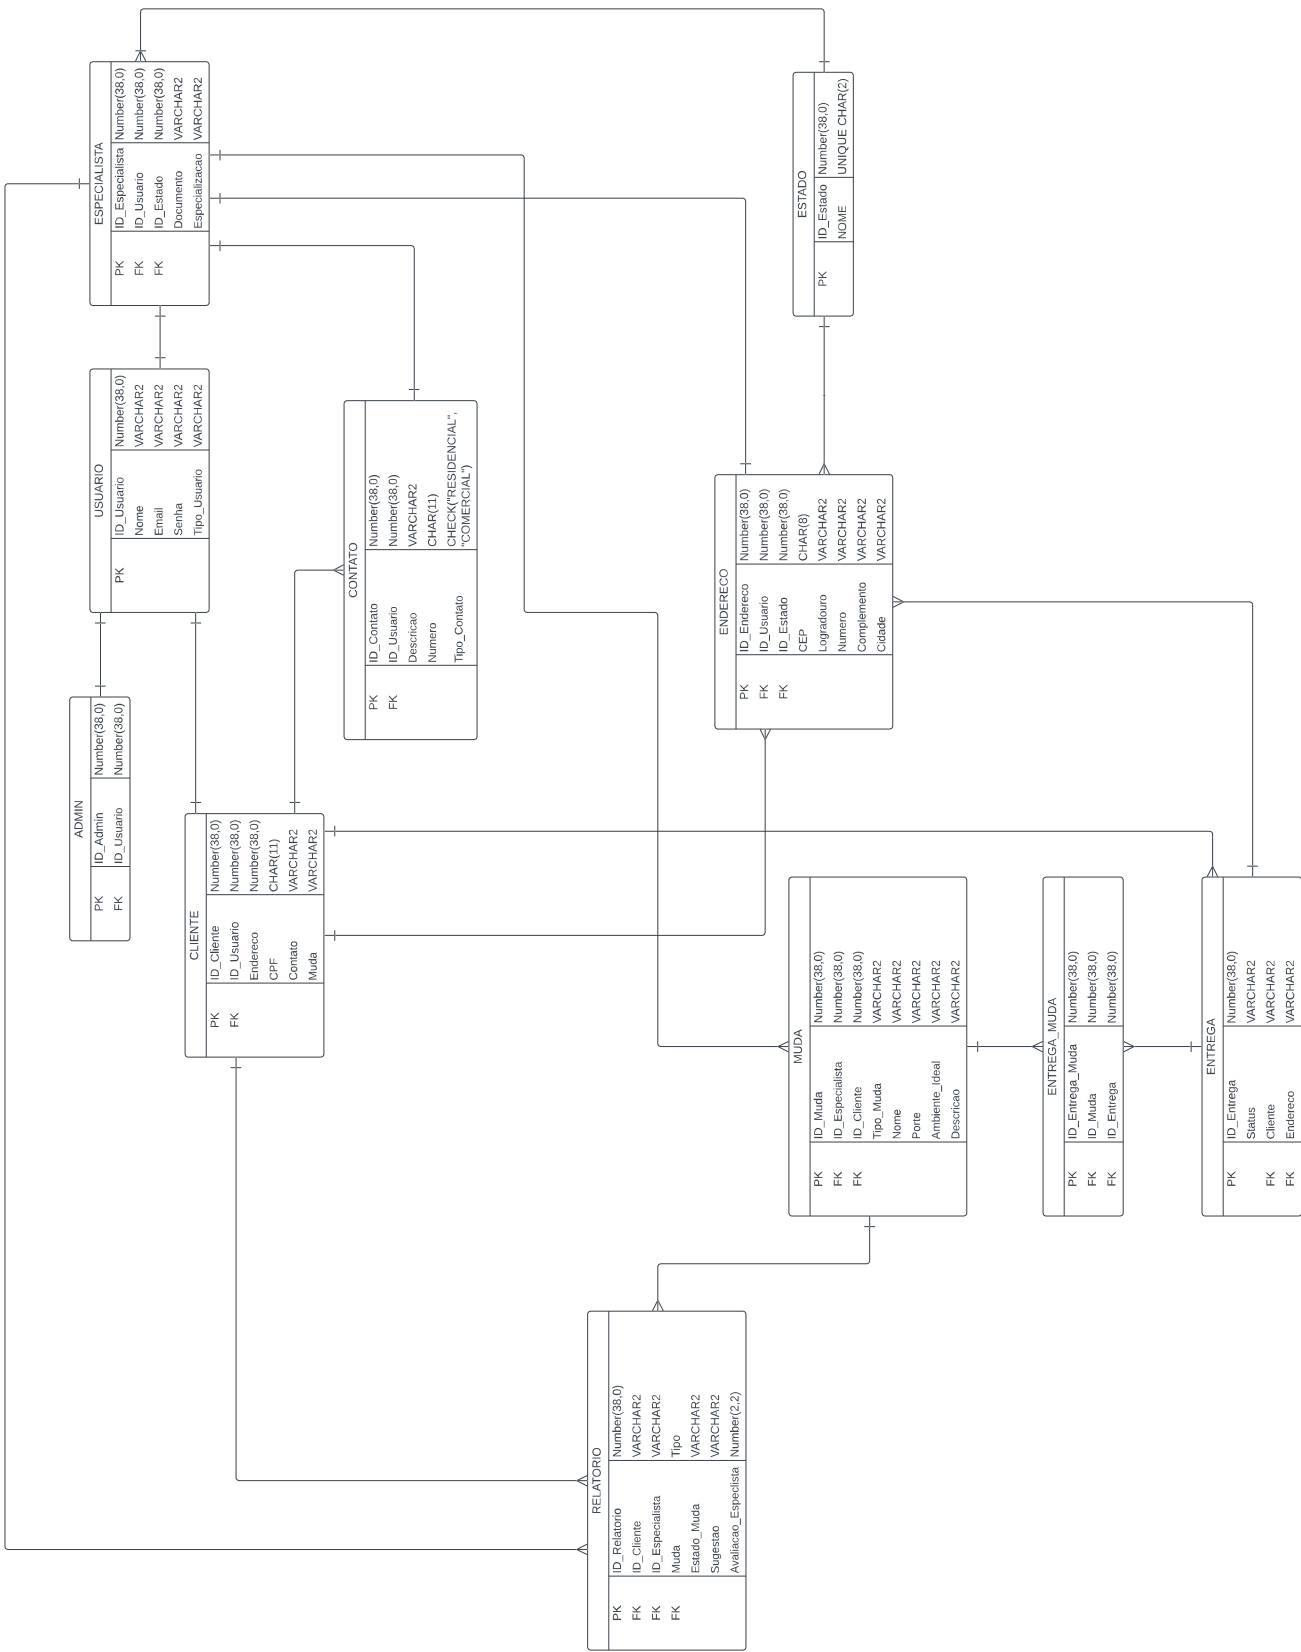 ADMIN
PK ID_Admin Number(38,0)
FK ID_Usuario Number(38,0)
USUARIO
PK ID_Usuario Number(38,0)
Nome VARCHAR2
Email VARCHAR2
Senha VARCHAR2
Tipo_Usuario VARCHAR2
ESPECIALISTA
PK ID_Especialista Number(38,0)
FK ID_Usuario Number(38,0)
FK ID_Estado Number(38,0)
Documento VARCHAR2
Especializacao VARCHAR2
CLIENTE
PK ID_Cliente Number(38,0)
FK ID_Usuario Number(38,0)
Endereco Number(38,0)
CPF CHAR(11)
Contato VARCHAR2
Muda VARCHAR2
CONTATO
PK ID_Contato Number(38,0)
FK ID_Usuario Number(38,0)
Descricao VARCHAR2
Numero CHAR(11)
Tipo_Contato CHECK("RESIDENCIAL",
"COMERCIAL")
RELATORIO
PK ID_Relatorio Number(38,0)
FK ID_Cliente VARCHAR2
FK ID_Especialista VARCHAR2
FK Muda Tipo
Estado_Muda VARCHAR2
Sugestao VARCHAR2
Avaliacao_Especlista Number(2,2)
ENDERECO
PK ID_Endereco Number(38,0)
FK ID_Usuario Number(38,0)
FK ID_Estado Number(38,0)
CEP CHAR(8)
Logradouro VARCHAR2
Numero VARCHAR2
Complemento VARCHAR2
Cidade VARCHAR2
MUDA
PK ID_Muda Number(38,0)
FK ID_Especialista Number(38,0)
FK ID_Cliente Number(38,0)
Tipo_Muda VARCHAR2
Nome VARCHAR2
Porte VARCHAR2
Ambiente_Ideal VARCHAR2
Descricao VARCHAR2
ESTADO
PK ID_Estado Number(38,0)
NOME UNIQUE CHAR(2)
ENTREGA_MUDA
PK ID_Entrega_Muda Number(38,0)
FK ID_Muda Number(38,0)
FK ID_Entrega Number(38,0)
ENTREGA
PK ID_Entrega Number(38,0)
Status VARCHAR2
FK Cliente VARCHAR2
FK Endereco VARCHAR2